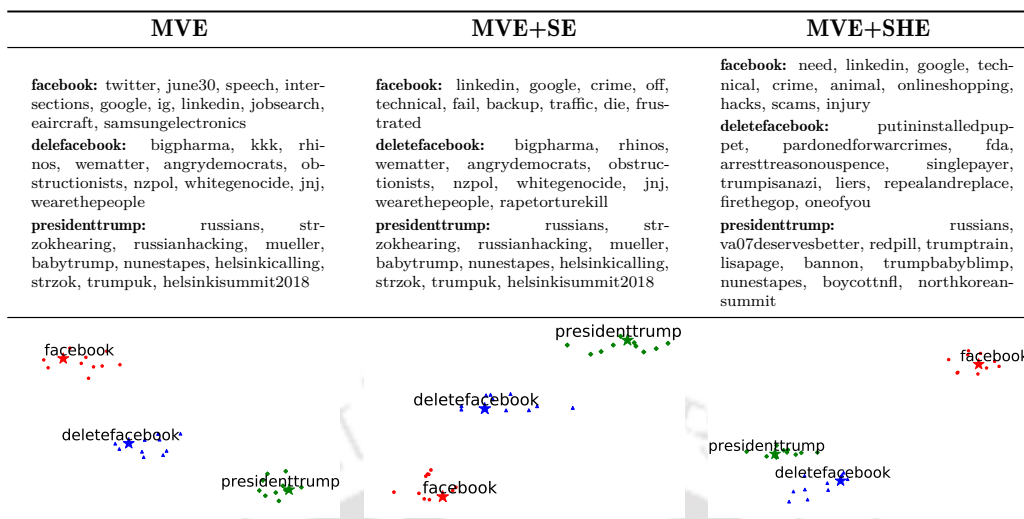 MVE
MVE+SE
MVE+SHE
facebook: twitter, june30, speech, inter-
sections, google, ig, linkedin, jobsearch,
eaircraft, samsungelectronics
delefacebook: bigpharma, kkk, rhi-
nos, wematter, angrydemocrats, ob-
structionists, nzpol, whitegenocide, jnj,
wearethepeople
presidenttrump: russians, str-
zokhearing, russianhacking, mueller,
babytrump, nunestapes, helsinkicalling,
strzok, trumpuk, helsinkisummit2018
facebook: linkedin, google, crime, off,
technical, fail, backup, traffic, die, frus-
trated
deletefacebook: bigpharma, rhinos,
wematter, angrydemocrats, obstruc-
tionists, nzpol, whitegenocide, jnj,
wearethepeople, rapetorturekill
presidenttrump: russians, str-
zokhearing, russianhacking, mueller,
babytrump, nunestapes, helsinkicalling,
strzok, trumpuk, helsinkisummit2018
facebook: need, linkedin, google, tech-
nical, crime, animal, onlineshopping,
hacks, scams, injury
deletefacebook: putininstalledpup-
pet, pardonedforwarcrimes, fda,
arresttreasonouspence, singlepayer,
trumpisanazi, liers, repealandreplace,
firethegop, oneofyou
presidenttrump: russians,
va07deservesbetter, redpill, trumptrain,
lisapage, bannon, trumpbabyblimp,
nunestapes, boycottnfl, northkorean-
summit
facebook
deletefacebook
presidenttrump
presidenttrump
deletefacebook
facebook
facebook
presidenttrump
deletefacebook